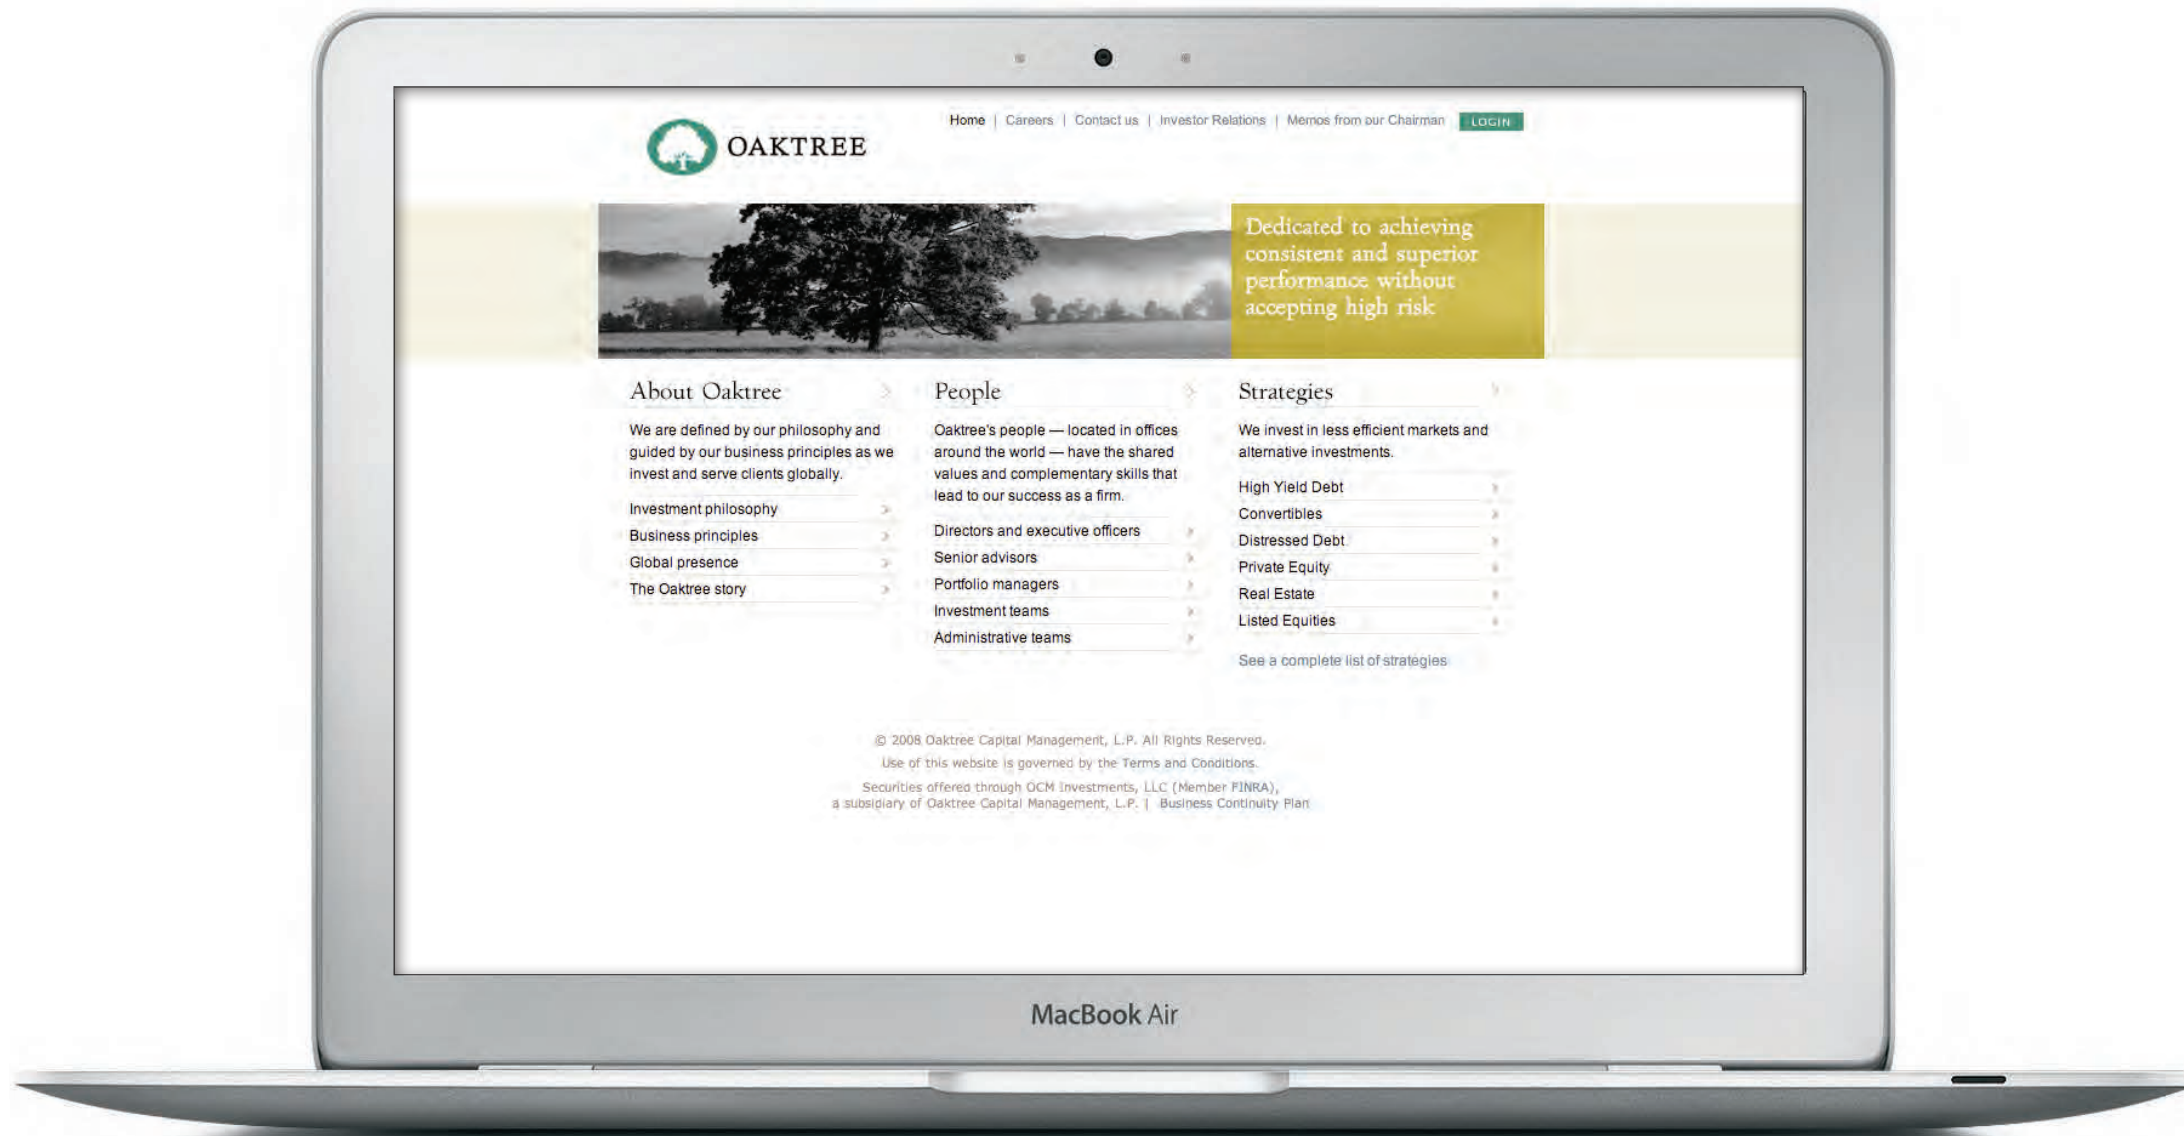 OAKTREE
Home | Careers | Contact us | Investor Relations | Memos from our Chairman LOGIN
Dedicated to achieving
consistent and superior
performance without
accepting high risk
About Oaktree
We are defined by our philosophy and
guided by our business principles as we
invest and serve clients globally.
Investment philosophy
Business principles
Global presence
The Oaktree story
People
Oaktree's people — located in offices
around the world — have the shared
values and complementary skills that
lead to our success as a firm.
Directors and executive officers
Senior advisors
Portfolio managers
Investment teams
Administrative teams
Strategies
We invest in less efficient markets and
alternative investments.
High Yield Debt
Convertibles
Distressed Debt
Private Equity
Real Estate
Listed Equities
See a complete list of strategies
© 2008 Oaktree Capital Management, L.P. All Rights Reserved.
Use of this website is governed by the Terms and Conditions.
Securities offered through OCM Investments, LLC (Member FINRA),
a subsidiary of Oaktree Capital Management, L.P. | Business Continuity Plan
MacBook Air